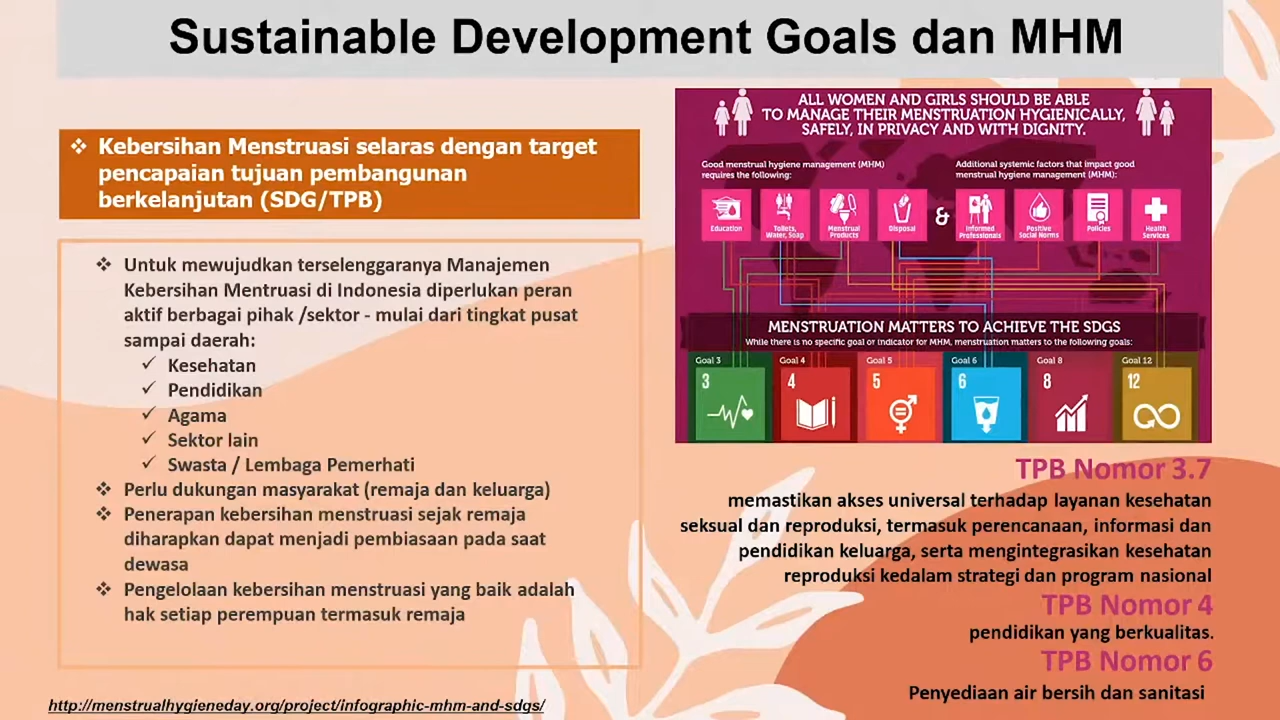 Sustainable Development Goals dan MHM
❖ Kebersihan Menstruasi selaras dengan target
pencapaian tujuan pembangunan
berkelanjutan (SDG/TPB)
❖ Untuk mewujudkan terselenggaranya Manajemen
Kebersihan Mentruasi di Indonesia diperlukan peran
aktif berbagai pihak /sektor - mulai dari tingkat pusat
sampai daerah:
✓ Kesehatan
✓ Pendidikan
✓ Agama
✓ Sektor lain
✓ Swasta / Lembaga Pemerhati
❖ Perlu dukungan masyarakat (remaja dan keluarga)
❖ Penerapan kebersihan menstruasi sejak remaja
diharapkan dapat menjadi pembiasaan pada saat
dewasa
❖ Pengelolaan kebersihan menstruasi yang baik adalah
hak setiap perempuan termasuk remaja
http://menstrualhygieneday.org/project/infographic-mhm-and-sdgs/
ALL WOMEN AND GIRLS SHOULD BE ABLE
TO MANAGE THEIR MENSTRUATION HYGIENICALLY,
SAFELY, IN PRIVACY AND WITH DIGNITY.
Good menstrual hygiene management (MHM)
requires the following:
Additional systemic factors that impact good
menstrual hygiene management (MHM):
Education
Toilets,
Water, Soap
Menstrual
Products
Disposal
&
Informed
Professionals
Positive
Social Norms
Policies
Health
Services
MENSTRUATION MATTERS TO ACHIEVE THE SDGS
While there is no specific goal or indicator for MHM, menstruation matters to the following goals:
Goal 3 Goal 4 Goal 5 Goal 6 Goal 8 Goal 12
3 4 5 6 8 12
TPB Nomor 3.7
memastikan akses universal terhadap layanan kesehatan
seksual dan reproduksi, termasuk perencanaan, informasi dan
pendidikan keluarga, serta mengintegrasikan kesehatan
reproduksi kedalam strategi dan program nasional
TPB Nomor 4
pendidikan yang berkualitas.
TPB Nomor 6
Penyediaan air bersih dan sanitasi